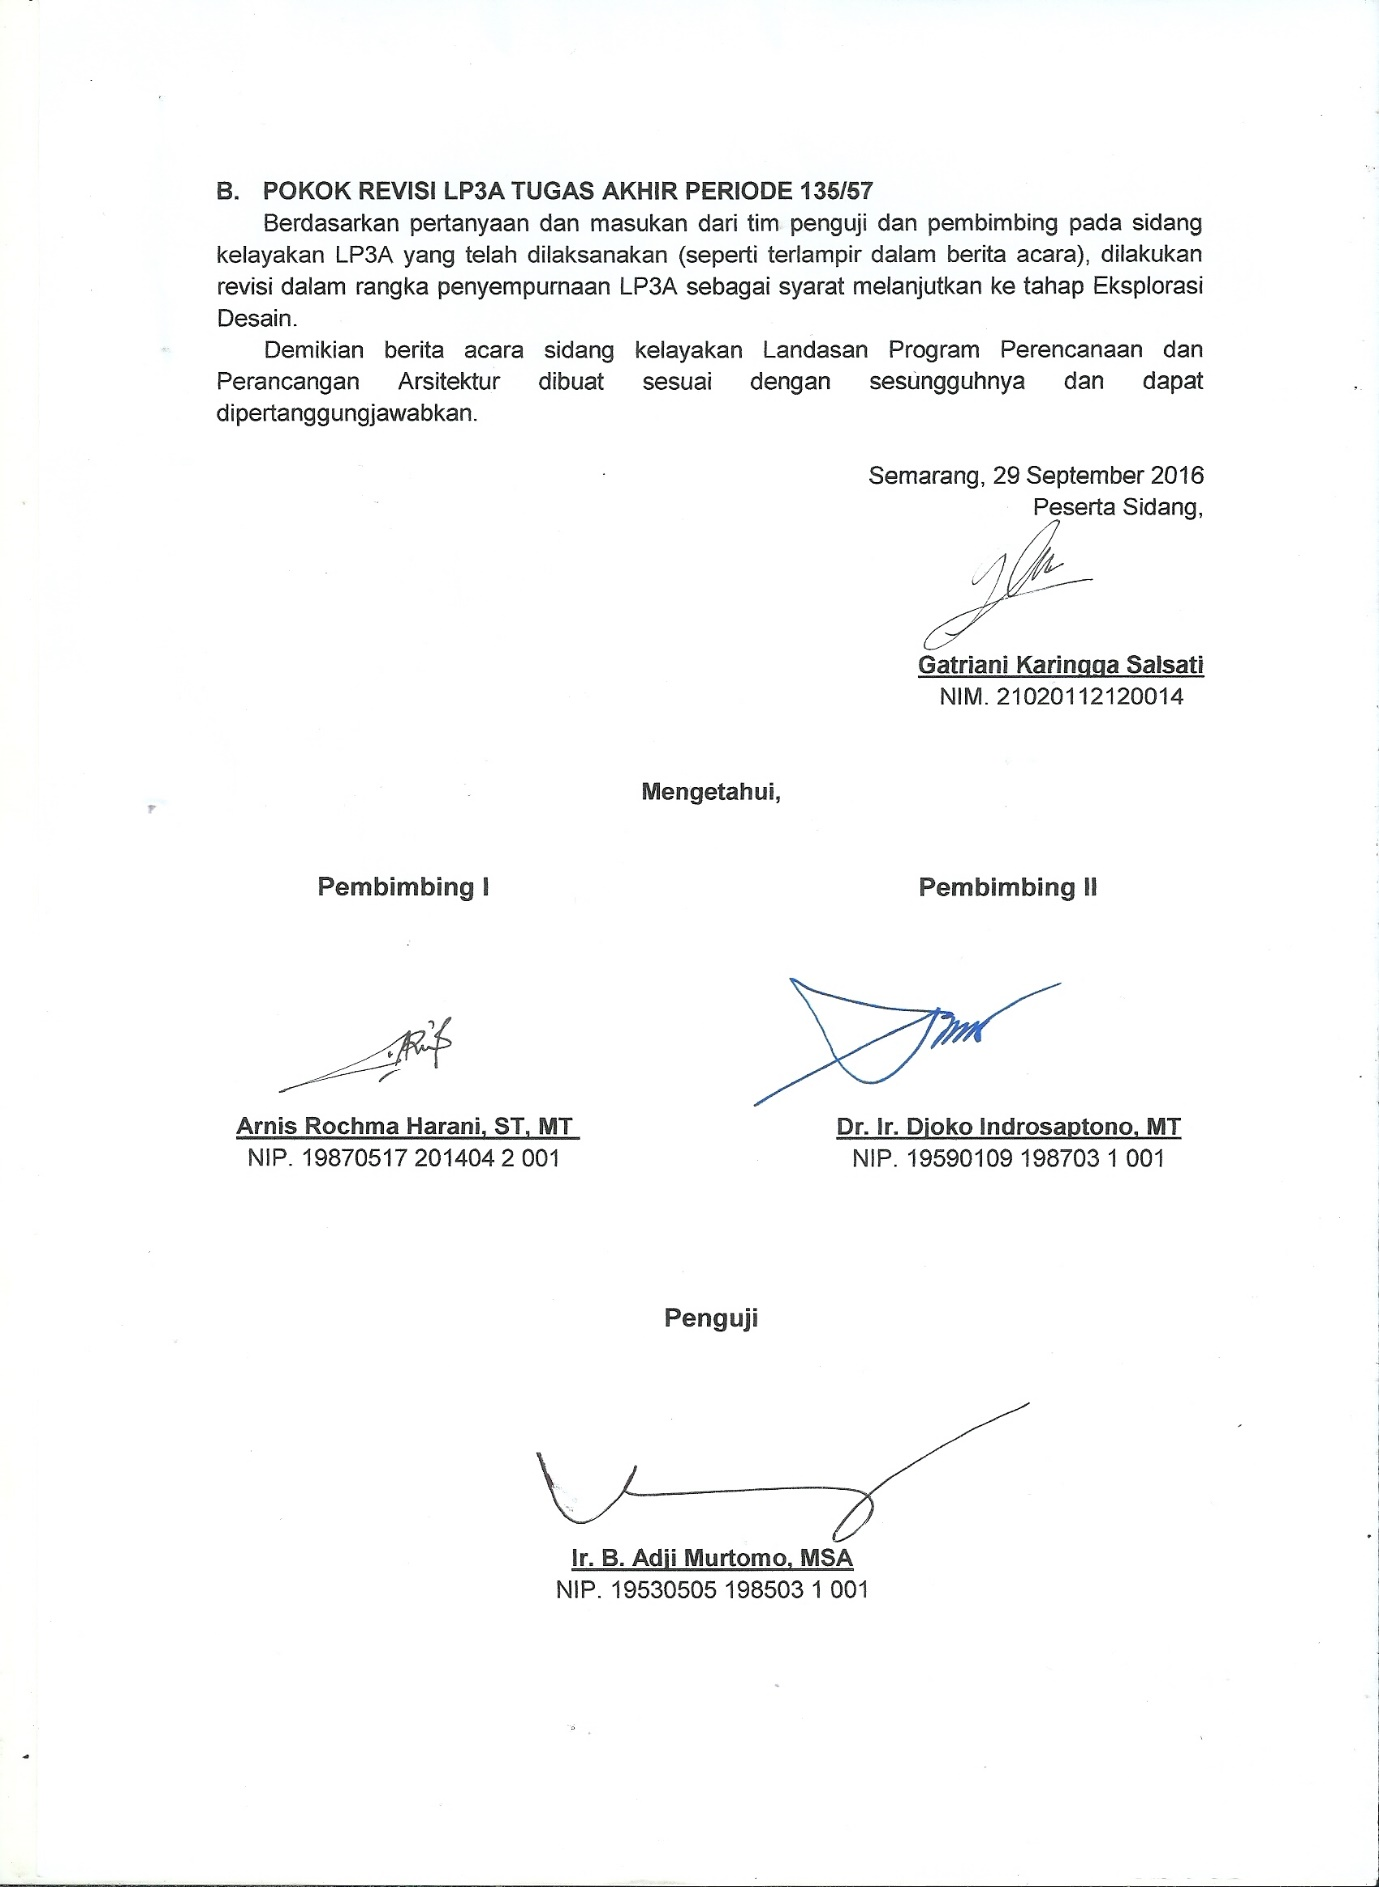 B. POKOK REVISI LP3A TUGAS AKHIR PERIODE 135/57
Berdasarkan pertanyaan dan masukan dari tim penguji dan pembimbing pada sidang
kelayakan LP3A yang telah dilaksanakan (seperti terlampir dalam berita acara), dilakukan
revisi dalam rangka penyempurnaan LP3A sebagai syarat melanjutkan ke tahap Eksplorasi
Desain.
Demikian berita acara sidang kelayakan Landasan Program Perencanaan dan
Perancangan Arsitektur dibuat sesuai dengan sesungguhnya dan dapat
dipertanggungjawabkan.
Semarang, 29 September 2016
Peserta Sidang,
Gatriani Karingga Salsati
NIM. 21020112120014
Mengetahui,
Pembimbing I
Pembimbing II
Arnis Rochma Harani, ST, MT
NIP. 19870517 201404 2 001
Dr. Ir. Djoko Indrosaptono, MT
NIP. 19590109 198703 1 001
Penguji
Ir. B. Adji Murtomo, MSA
NIP. 19530505 198503 1 001